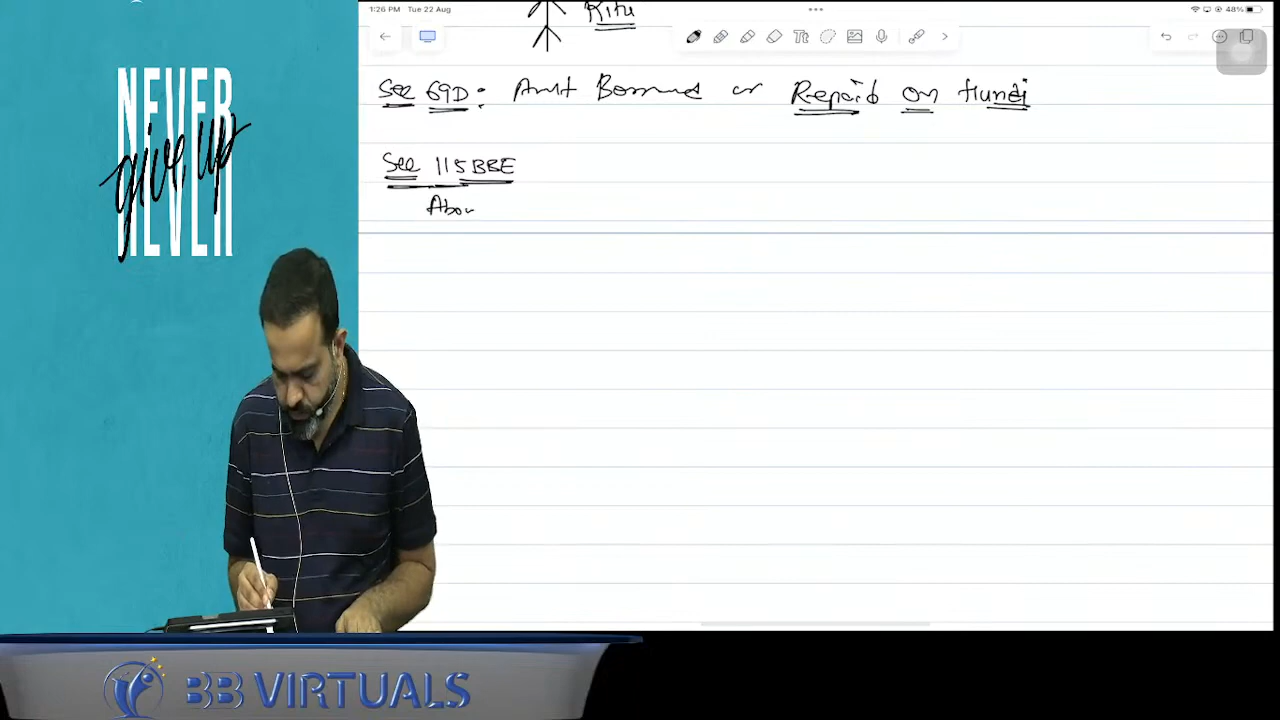 1:26 PM Tue 22 Aug
48%
Ritu
NEVER
give up
NEVER
Sec 69D: Amt Borrowed or Repaid on Hundi
Sec 115BBE
Abov
BB VIRTUALS